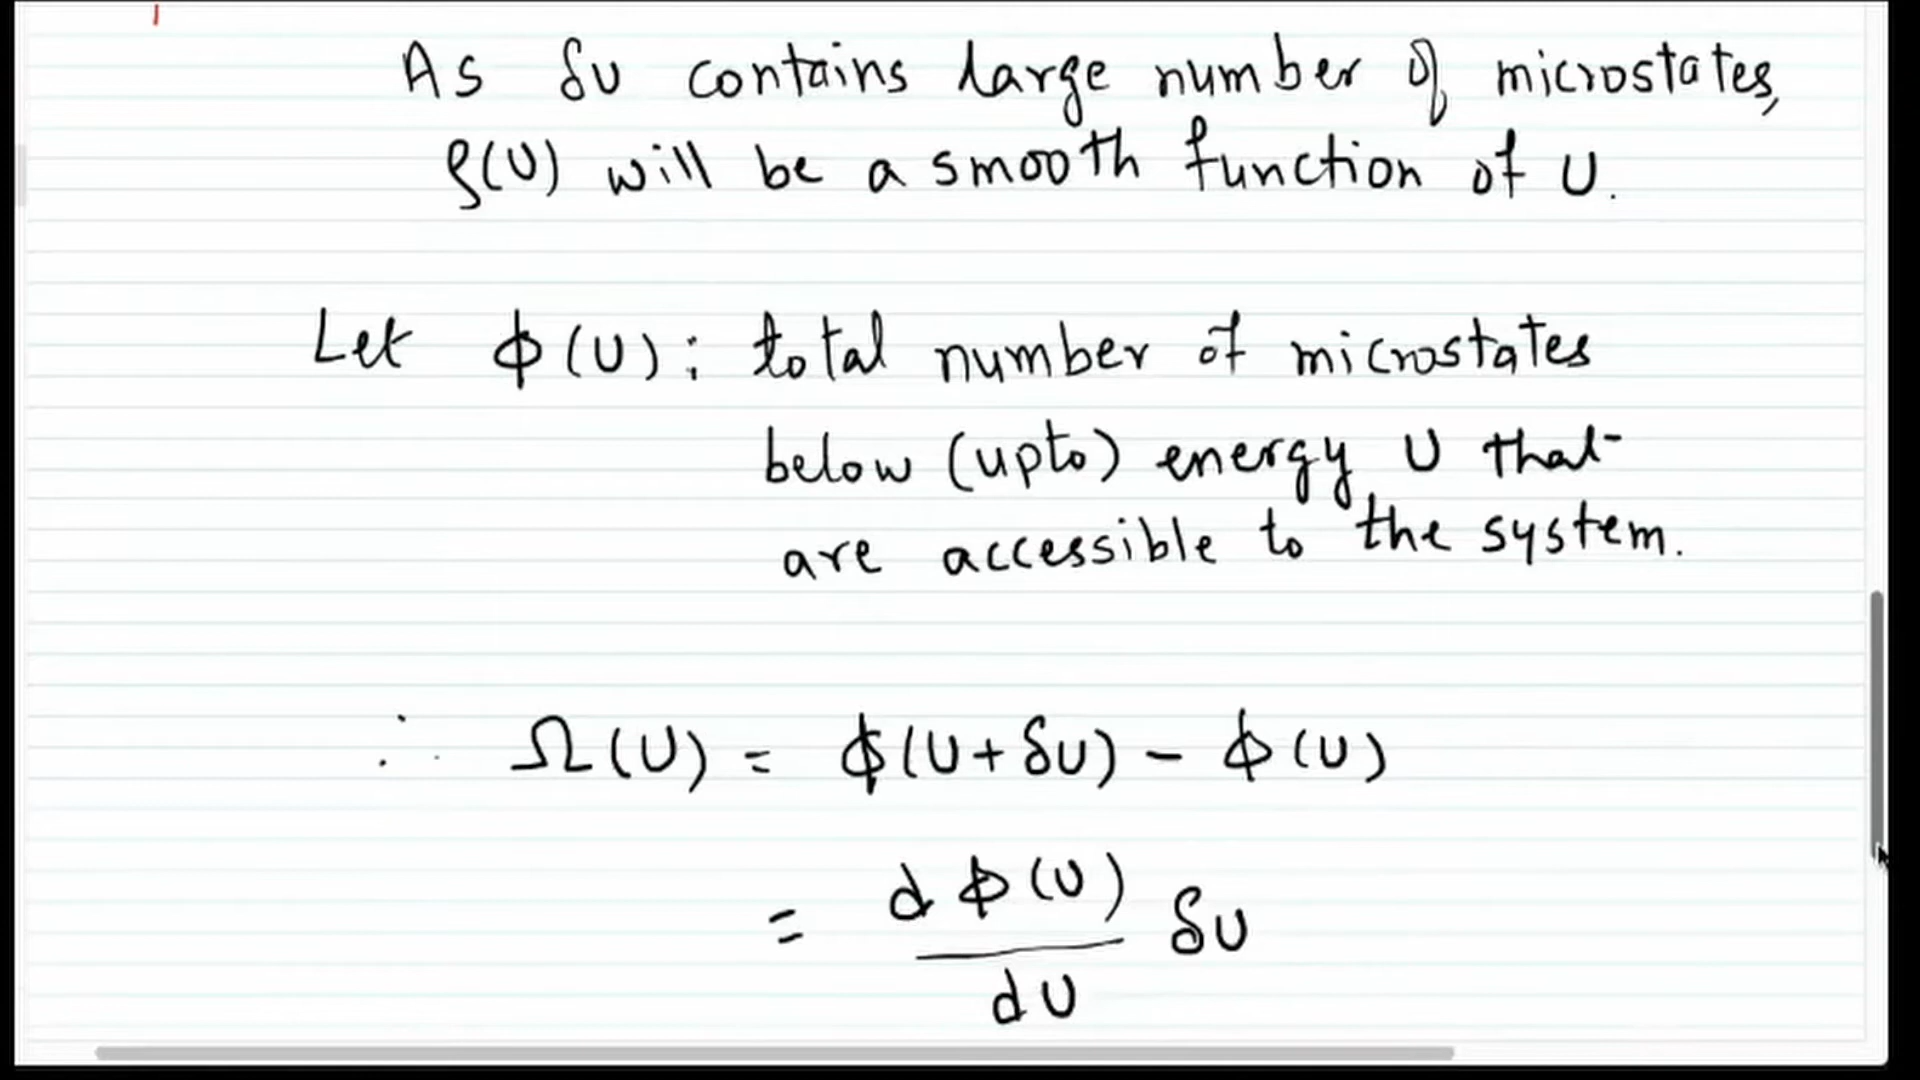 As δU contains large number of microstates,
ρ(U) will be a smooth function of U.
Let ϕ(U): total number of microstates
below (upto) energy U that
are accessible to the system.
∴ Ω(U) = ϕ(U+δU) − ϕ(U)
= dϕ(U)/dU δU